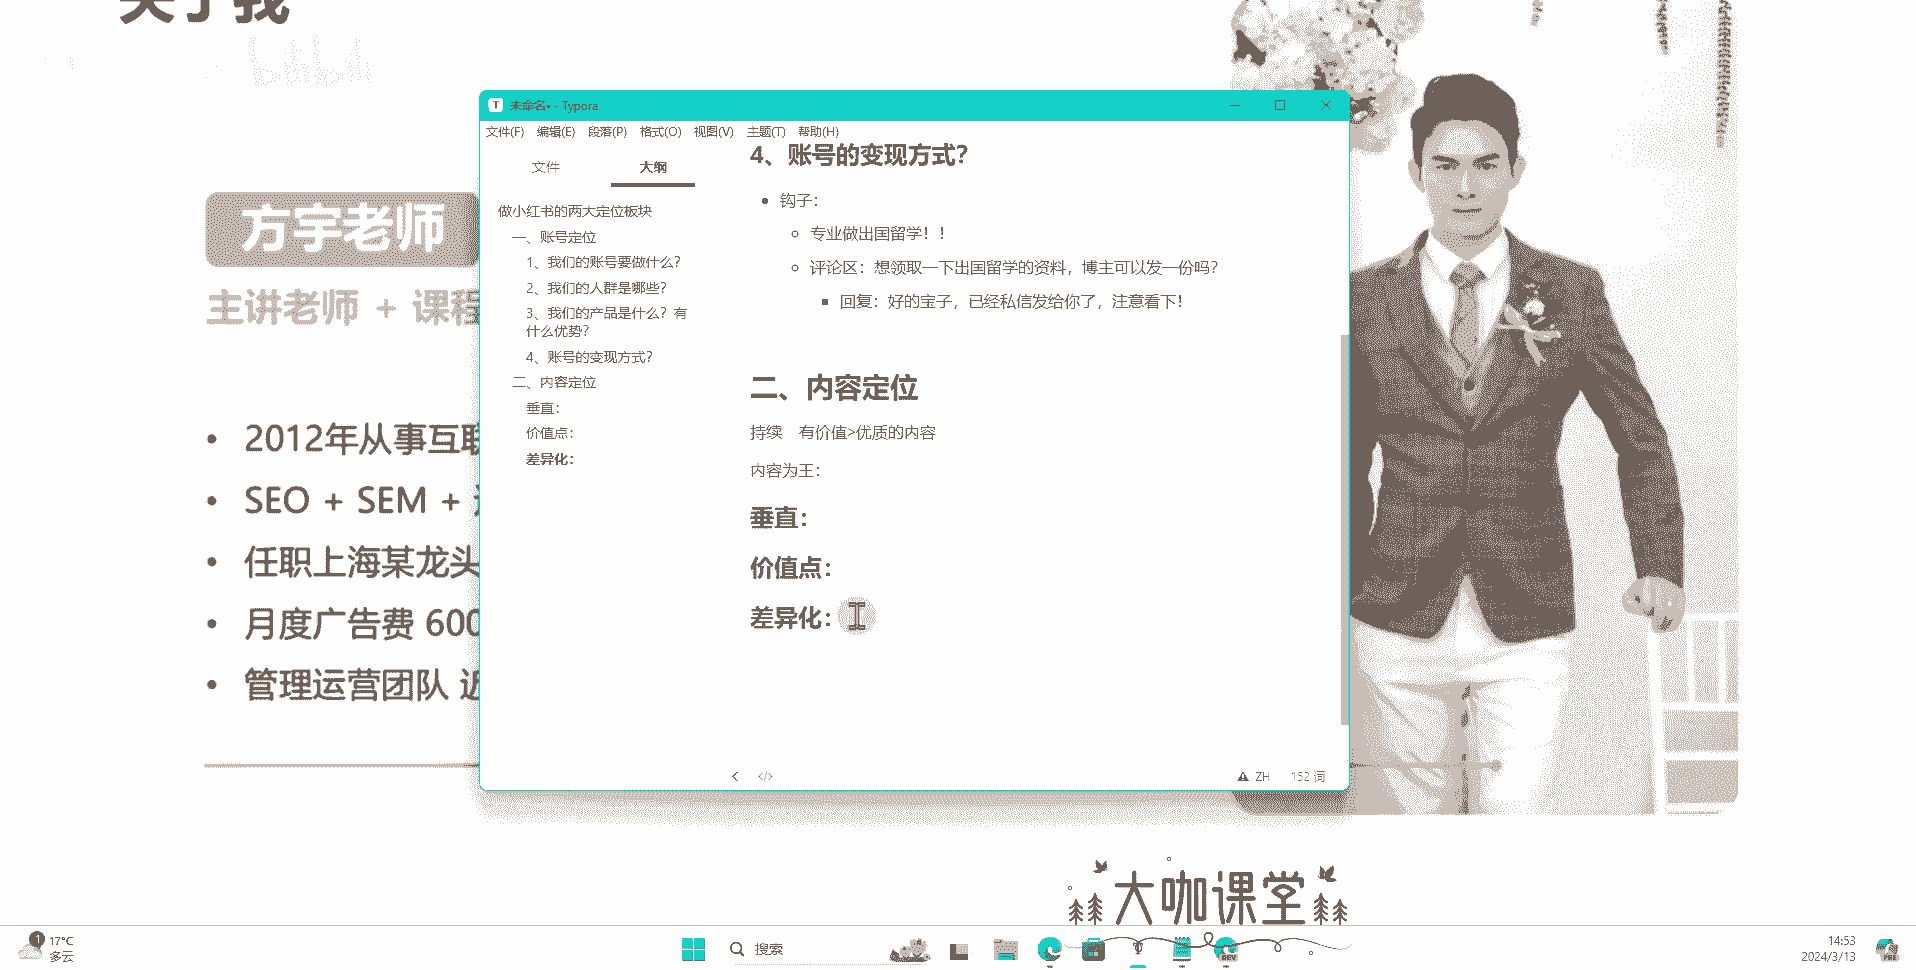 关于我
bilibili
方宇老师
主讲老师 + 课程
2012年从事互联
SEO + SEM +
任职上海某龙头
月度广告费 600
管理运营团队 近
未命名• - Typora
文件(F) 编辑(E) 段落(P) 格式(O) 视图(V) 主题(T) 帮助(H)
文件 大纲
做小红书的两大定位板块
一、账号定位
1、我们的账号要做什么？
2、我们的人群是哪些？
3、我们的产品是什么？有
什么优势？
4、账号的变现方式？
二、内容定位
垂直：
价值点：
差异化：
4、账号的变现方式？
钩子：
专业做出国留学！！
评论区：想领取一下出国留学的资料，博主可以发一份吗？
回复：好的宝子，已经私信发给你了，注意看下！
二、内容定位
持续 有价值>优质的内容
内容为王：
垂直：
价值点：
差异化：
ZH 152 词
大咖课堂
1
17°C
多云
搜索
DEV
14:53
2024/3/13
PRE